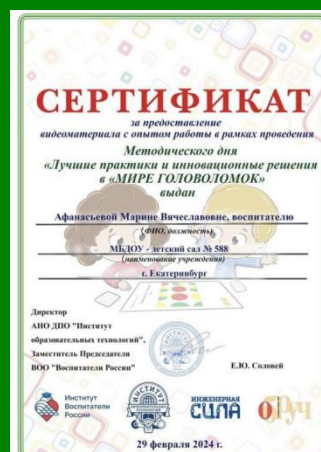 СЕРТИФИКАТ
за предоставление
видеоматериала с опытом работы в рамках проведения
Методического дня
«Лучшие практики и инновационные решения
в «МИРЕ ГОЛОВОЛОМОК»
выдан
Афанасьевой Марине Вячеславовне, воспитателю
(ФИО, должность)
МБДОУ - детский сад № 588
(наименование учреждения)
г. Екатеринбург
Директор
АНО ДПО "Институт
образовательных технологий",
Заместитель Председателя
ВОО "Воспитатели России"
Е.Ю. Соловей
Институт
Воспитатели
России
ИНСТИТУТ
ИНЖЕНЕРНАЯ
СИЛА
оБРуч
29 февраля 2024 г.